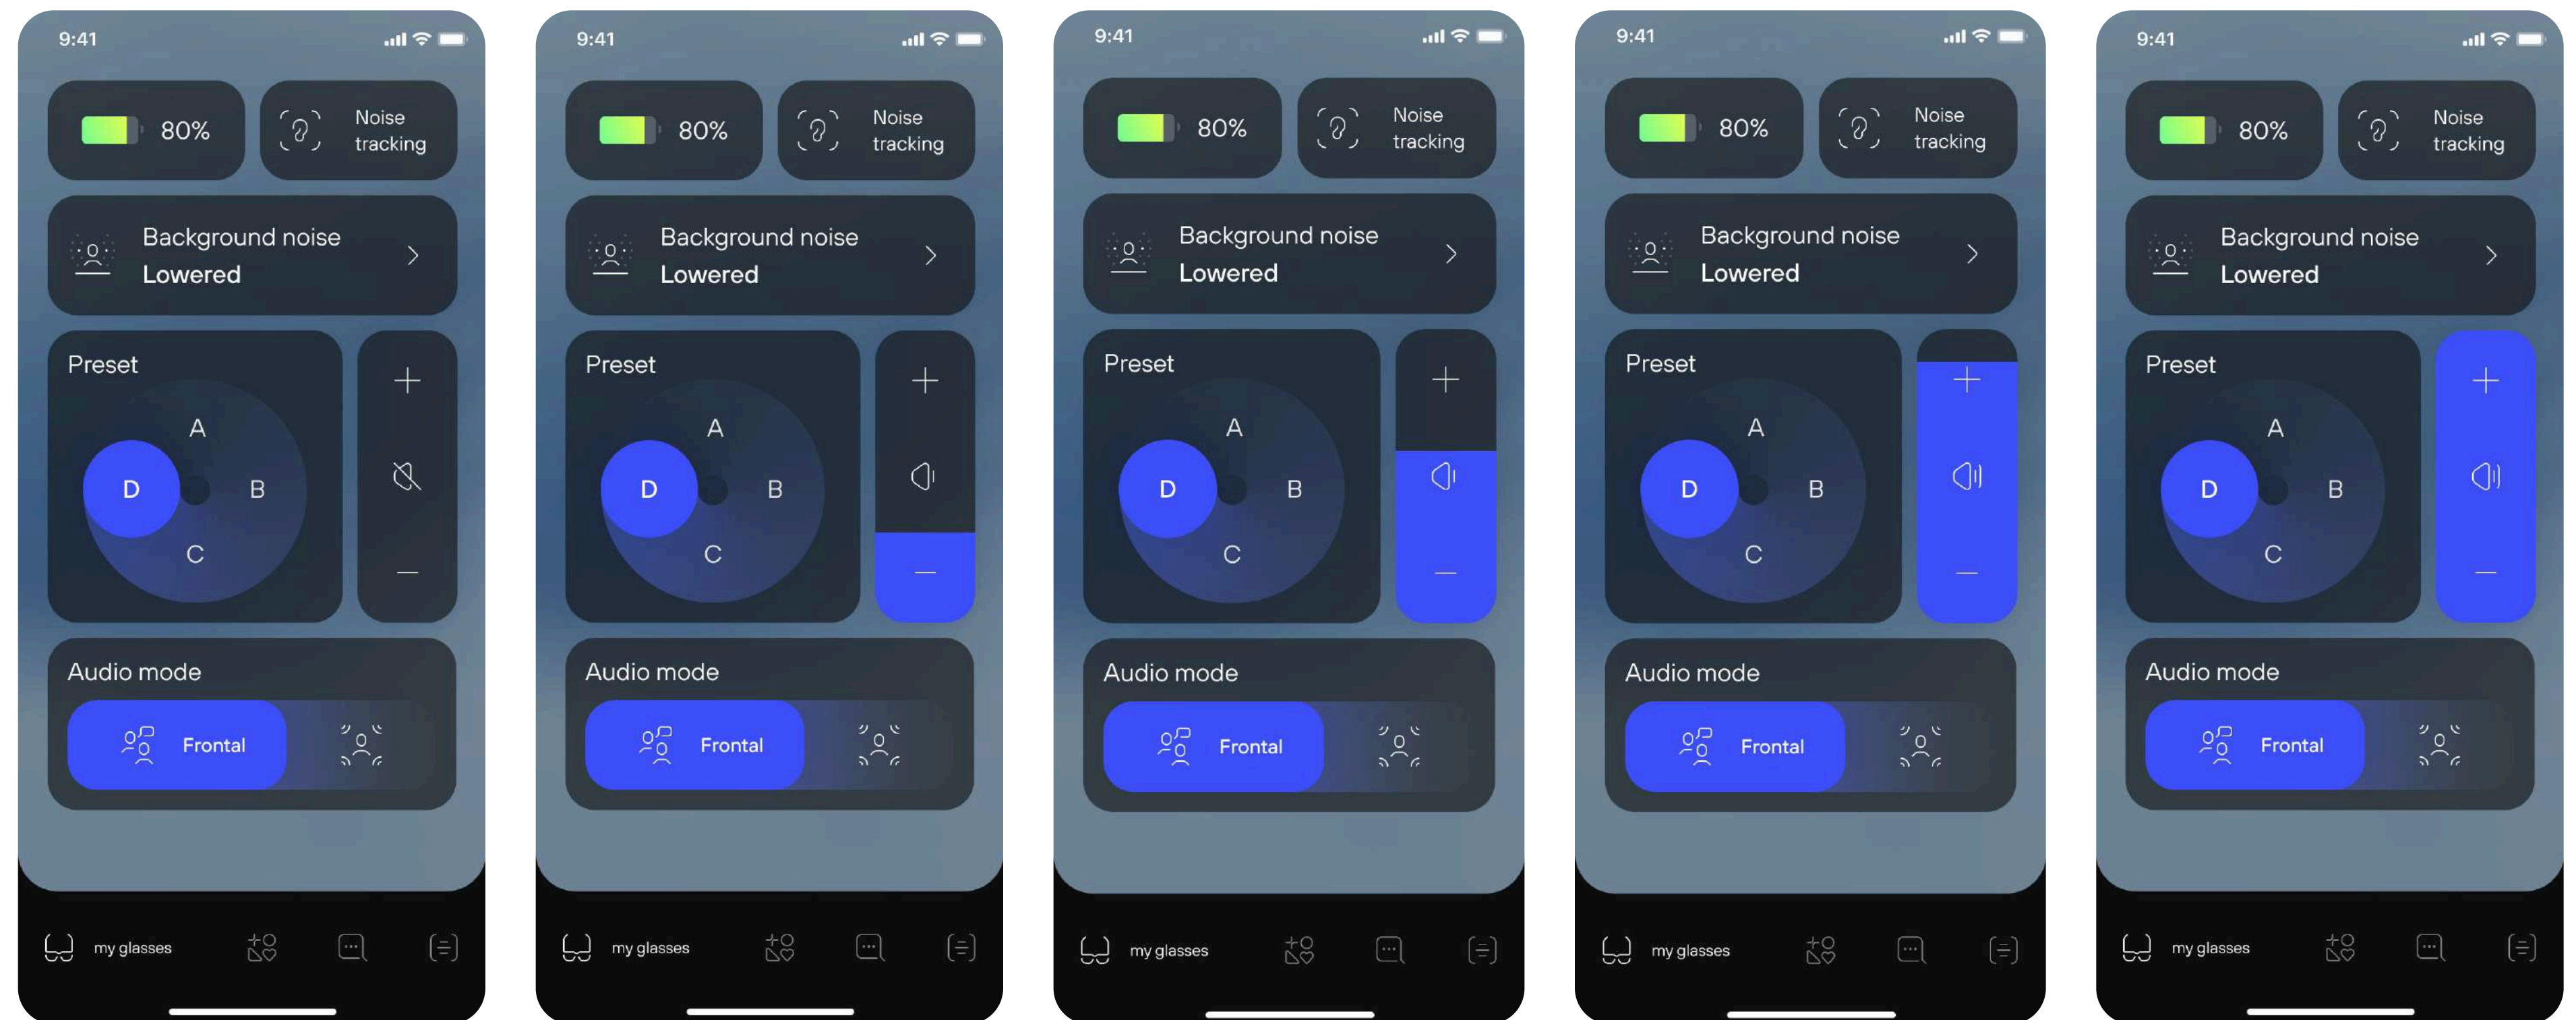 9:41
80%
Noise
tracking
Background noise
Lowered
Preset
A
D
B
C
Audio mode
Frontal
my glasses
9:41
80%
Noise
tracking
Background noise
Lowered
Preset
A
D
B
C
Audio mode
Frontal
my glasses
9:41
80%
Noise
tracking
Background noise
Lowered
Preset
A
D
B
C
Audio mode
Frontal
my glasses
9:41
80%
Noise
tracking
Background noise
Lowered
Preset
A
D
B
C
Audio mode
Frontal
my glasses
9:41
80%
Noise
tracking
Background noise
Lowered
Preset
A
D
B
C
Audio mode
Frontal
my glasses